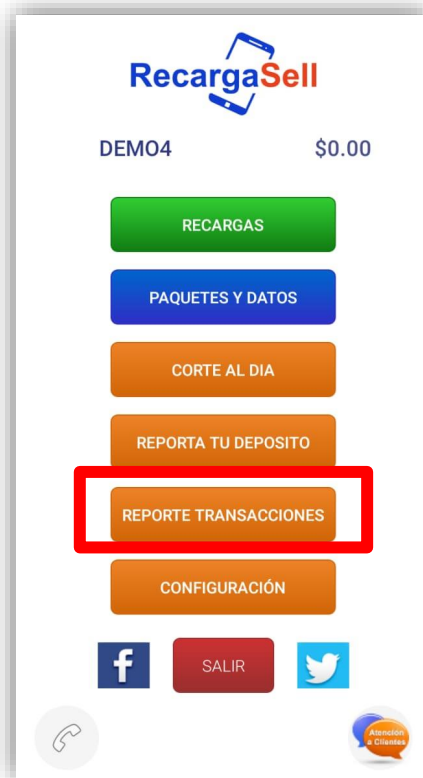 RecargaSell
DEMO4 $0.00
RECARGAS
PAQUETES Y DATOS
CORTE AL DIA
REPORTA TU DEPOSITO
REPORTE TRANSACCIONES
CONFIGURACIÓN
f
SALIR
Atención
a Clientes